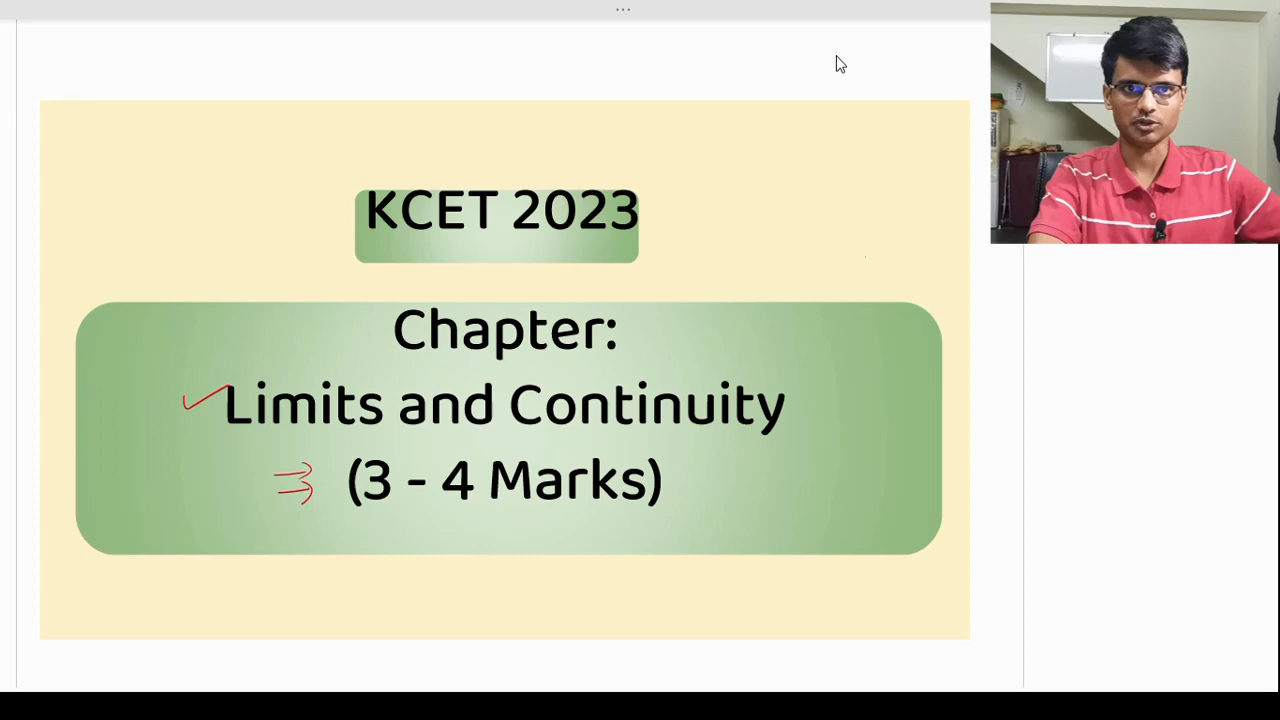 KCET 2023
Chapter:
Limits and Continuity
(3 - 4 Marks)